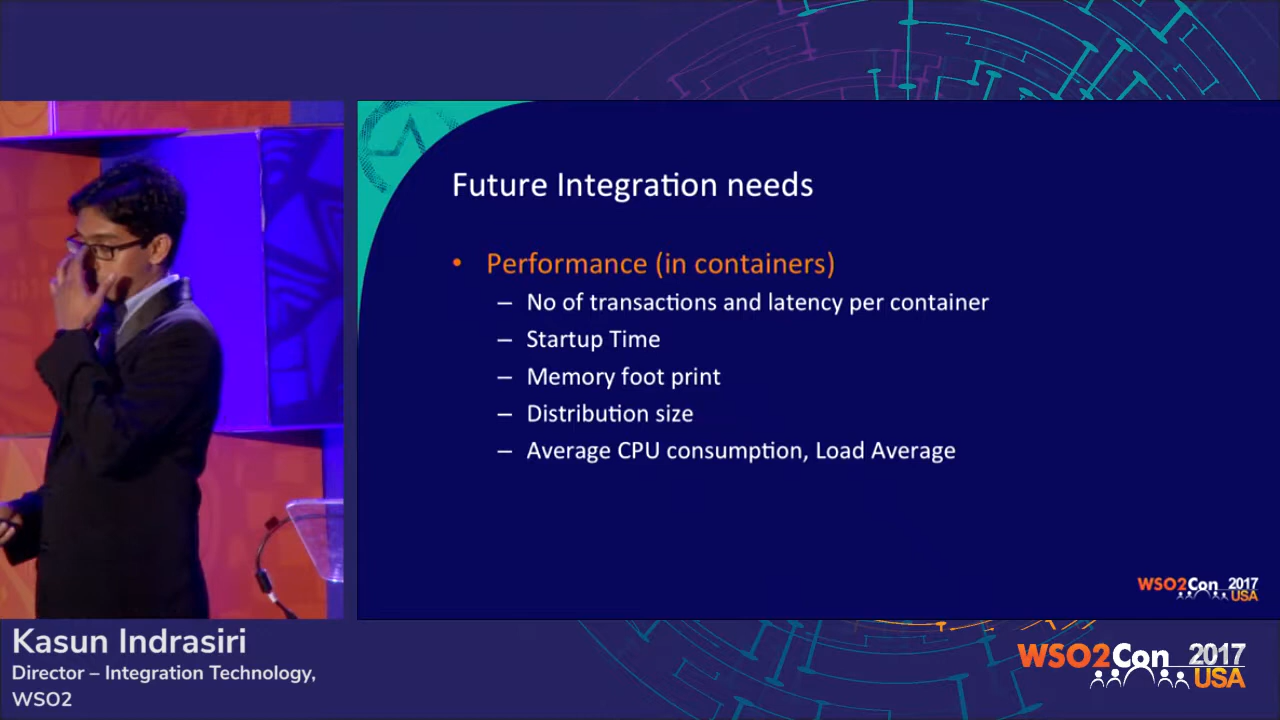 Future Integration needs
• Performance (in containers)
– No of transactions and latency per container
– Startup Time
– Memory foot print
– Distribution size
– Average CPU consumption, Load Average
WSO2Con 2017
USA
Kasun Indrasiri
Director – Integration Technology,
WSO2
WSO2Con 2017
USA